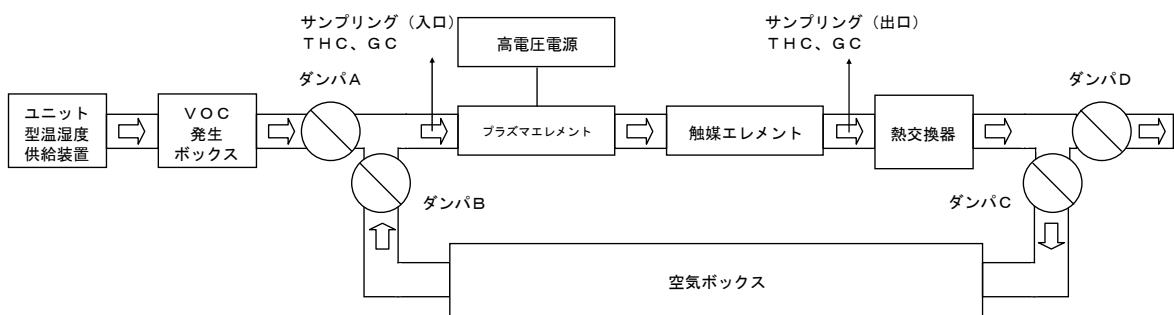 サンプリング（入口）
ＴＨＣ、ＧＣ
高電圧電源
サンプリング（出口）
ＴＨＣ、ＧＣ
ダンパＡ
ダンパＤ
ユニット
型温湿度
供給装置
ＶＯＣ
発生
ボックス
プラズマエレメント
触媒エレメント
熱交換器
ダンパＢ
ダンパＣ
空気ボックス